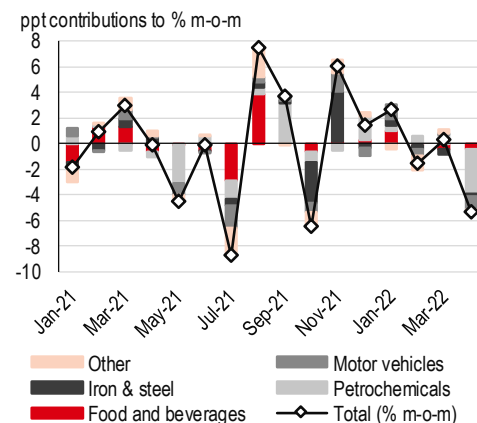 ppt contributions to % m-o-m
8
6
4
2
0
-2
-4
-6
-8
-10
Jan-21 Mar-21 May-21 Jul-21 Sep-21 Nov-21 Jan-22 Mar-22
Other Motor vehicles
Iron & steel Petrochemicals
Food and beverages Total (% m-o-m)